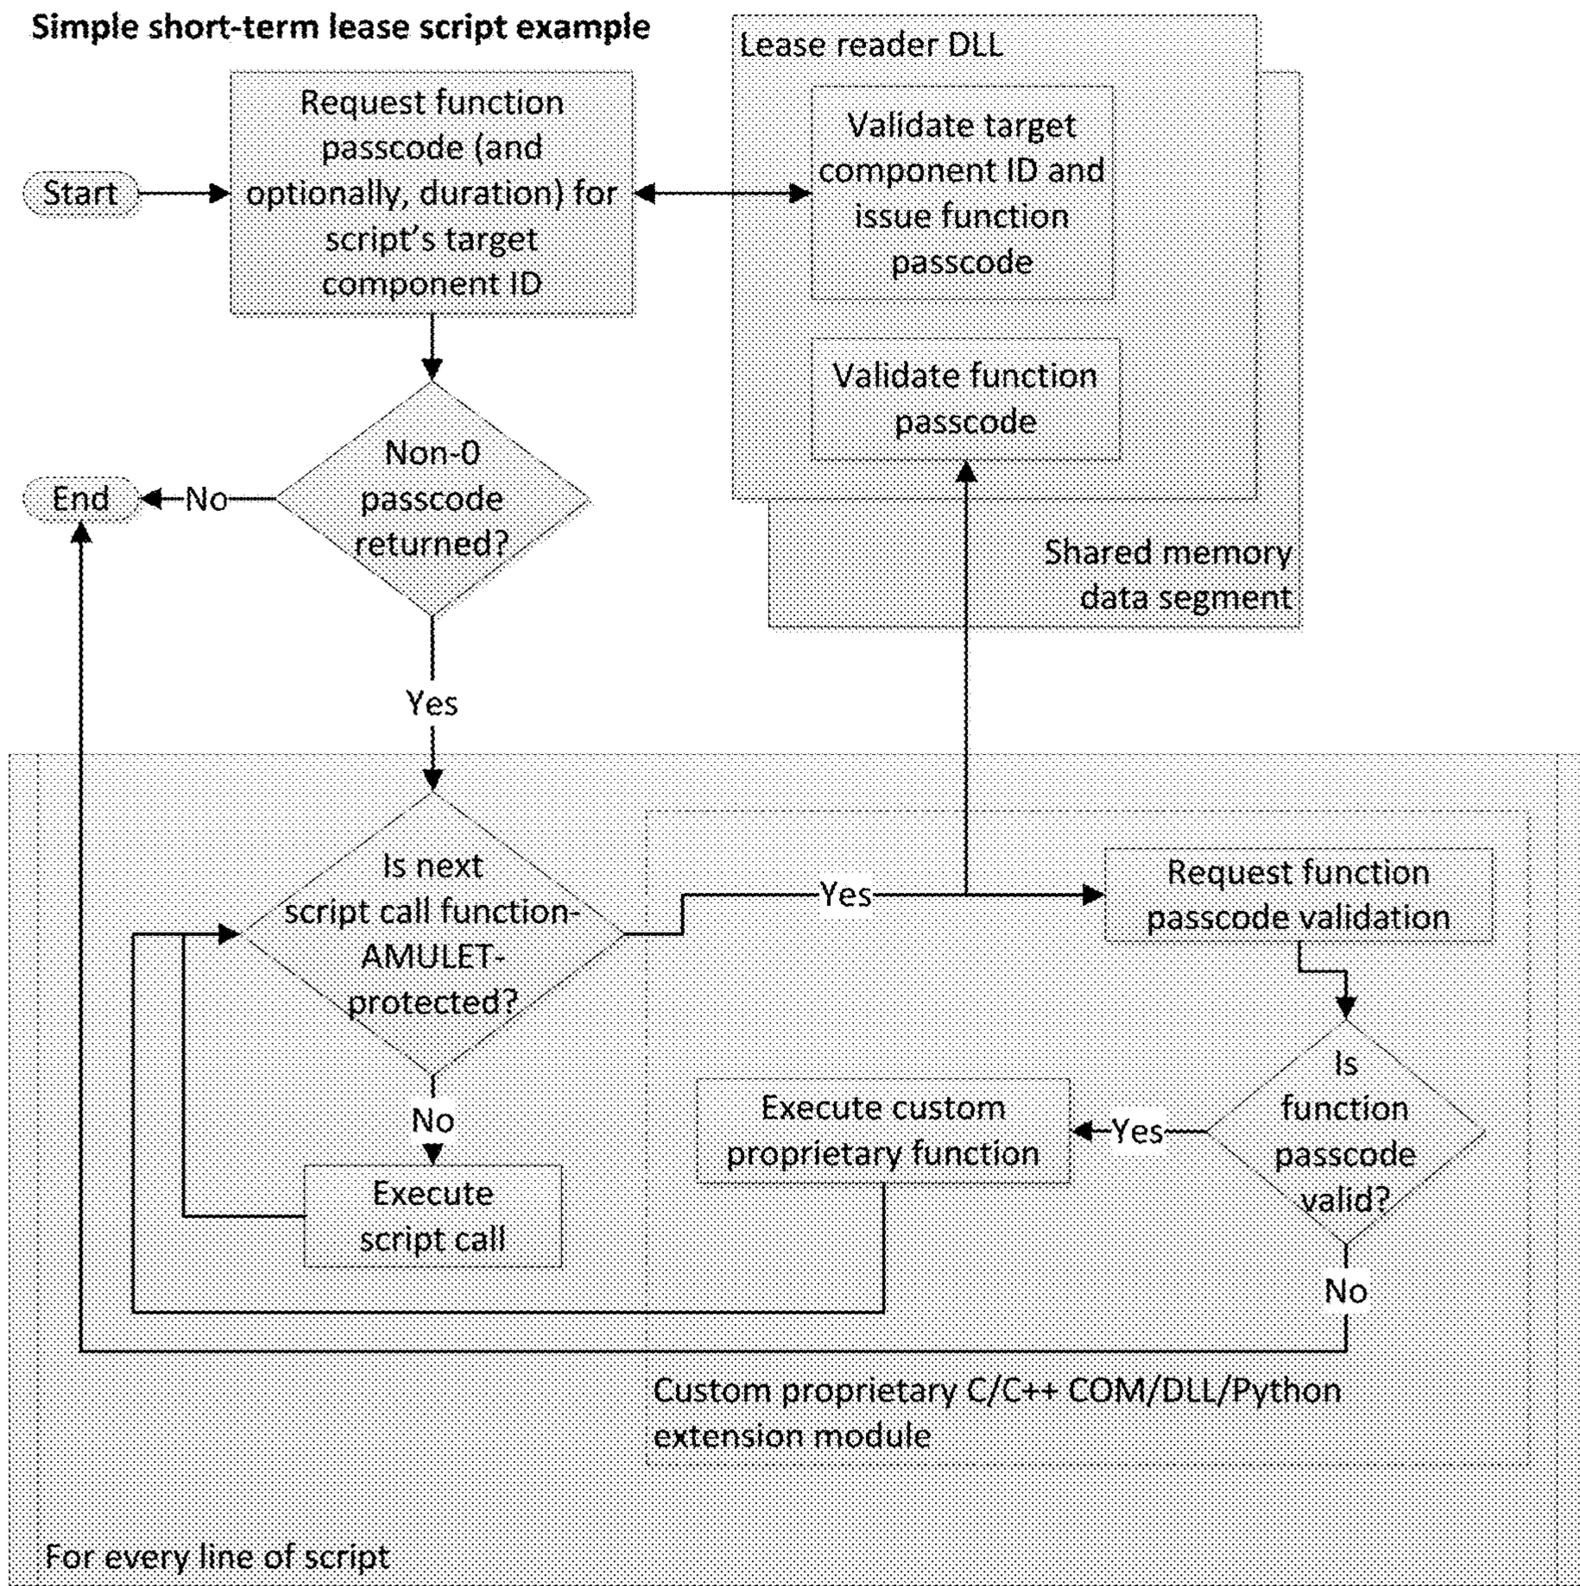 Simple short-term lease script example
Lease reader DLL
Request function
passcode (and
optionally, duration) for
script's target
component ID
Start
Validate target
component ID and
issue function
passcode
Validate function
passcode
Non-0
passcode
returned?
No
End
Shared memory
data segment
Yes
Is next
script call function-
AMULET-
protected?
Yes
Request function
passcode validation
No
Execute
script call
Execute custom
proprietary function
Yes
Is
function
passcode
valid?
No
Custom proprietary C/C++ COM/DLL/Python
extension module
For every line of script